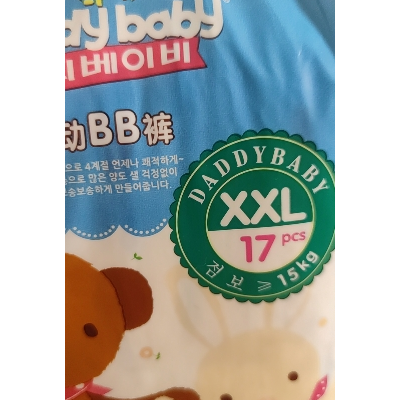 dy baby
베이비
动BB裤
으로 4계절 언제나 쾌적하게~
으로 많은 양도 샐 걱정없이
보송보송하게 만들어줍니다.
DADDYBABY
XXL
17 pcs
점보 ≥ 15kg